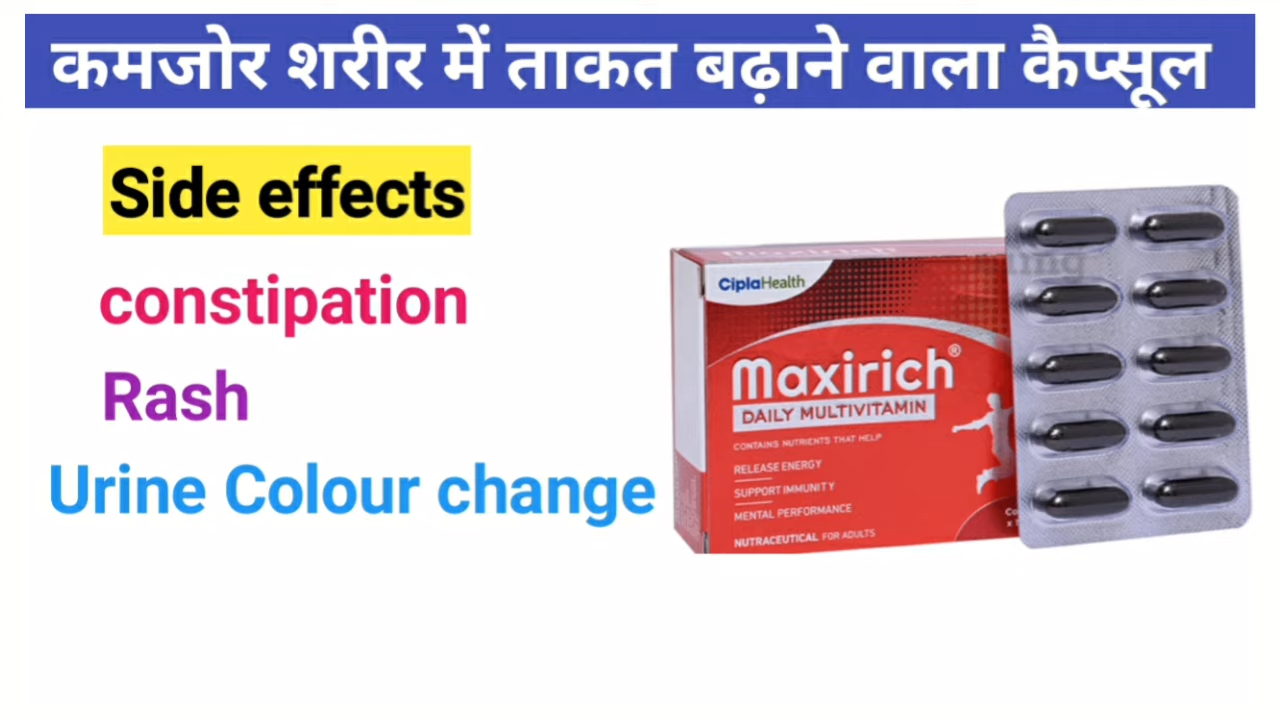 कमजोर शरीर में ताकत बढ़ाने वाला कैप्सूल
Side effects
constipation
Rash
Urine Colour change
CiplaHealth
Maxirich®
DAILY MULTIVITAMIN
CONTAINS NUTRIENTS THAT HELP
RELEASE ENERGY
SUPPORT IMMUNITY
MENTAL PERFORMANCE
NUTRACEUTICAL FOR ADULTS